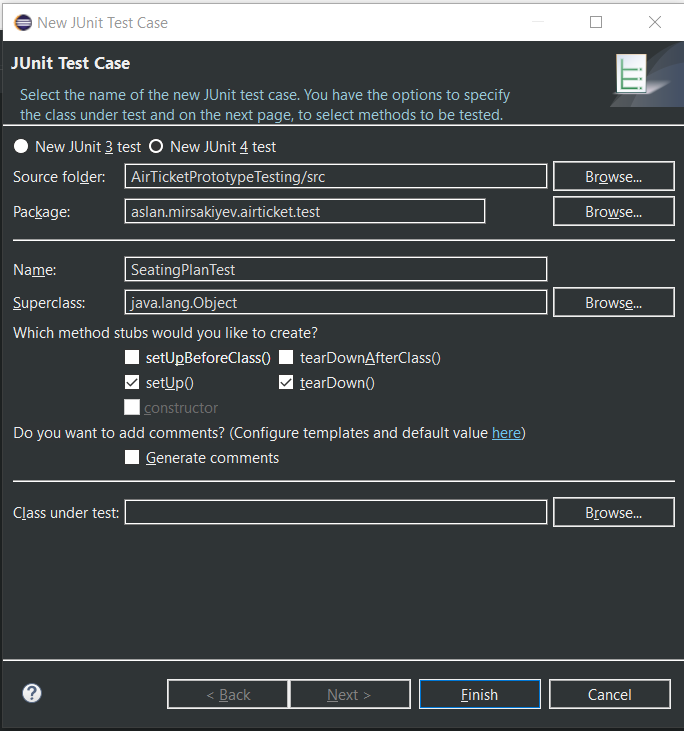 New JUnit Test Case
JUnit Test Case
Select the name of the new JUnit test case. You have the options to specify
the class under test and on the next page, to select methods to be tested.
New JUnit 3 test New JUnit 4 test
Source folder: AirTicketPrototypeTesting/src Browse...
Package: aslan.mirsakiyev.airticket.test Browse...
Name: SeatingPlanTest
Superclass: java.lang.Object Browse...
Which method stubs would you like to create?
setUpBeforeClass() tearDownAfterClass()
setUp() tearDown()
constructor
Do you want to add comments? (Configure templates and default value here)
Generate comments
Class under test: Browse...
? < Back Next > Finish Cancel